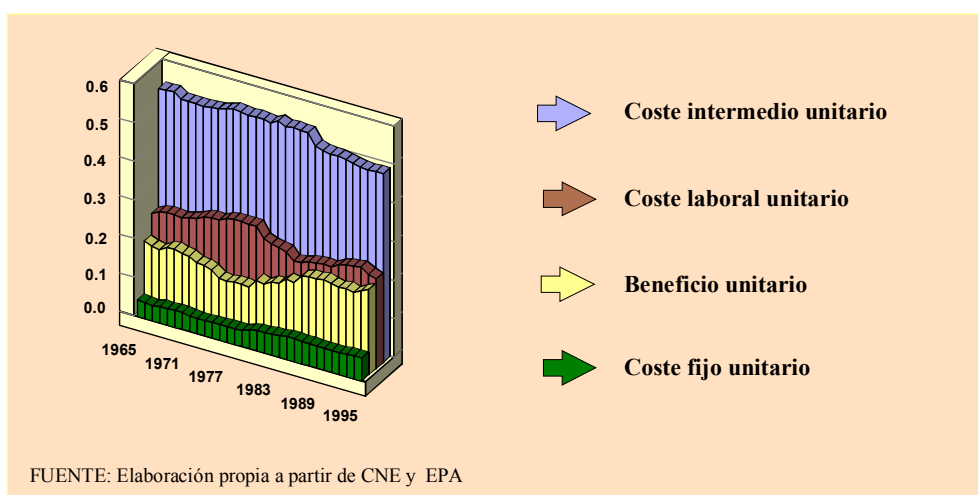 0.6
0.5
0.4
0.3
0.2
0.1
0.0
1965
1971
1977
1983
1989
1995
Coste intermedio unitario
Coste laboral unitario
Beneficio unitario
Coste fijo unitario
FUENTE: Elaboración propia a partir de CNE y EPA